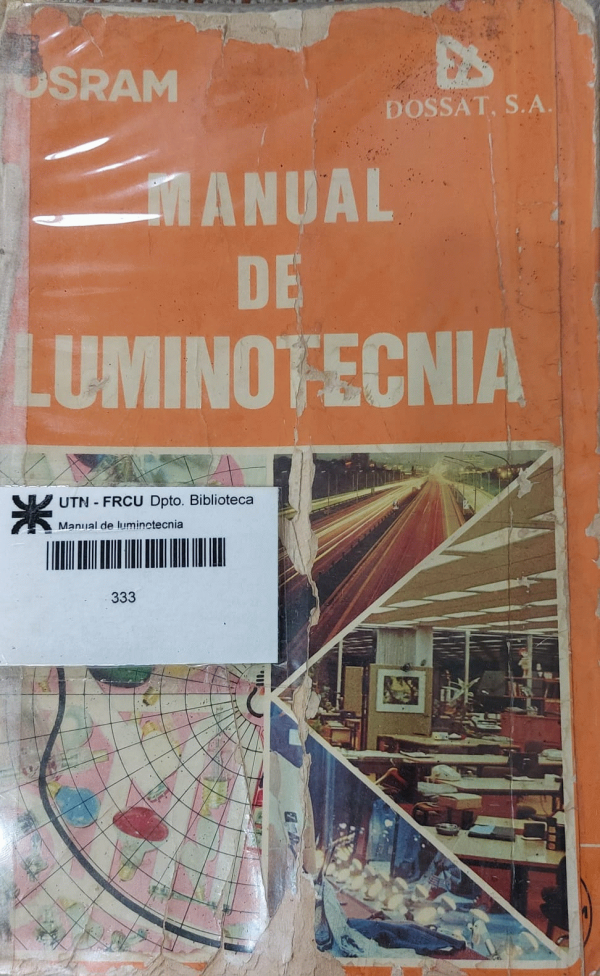 OSRAM
DOSSAT, S.A.
MANUAL
DE
LUMINOTECNIA
UTN - FRCU Dpto. Biblioteca
Manual de luminotecnia
333